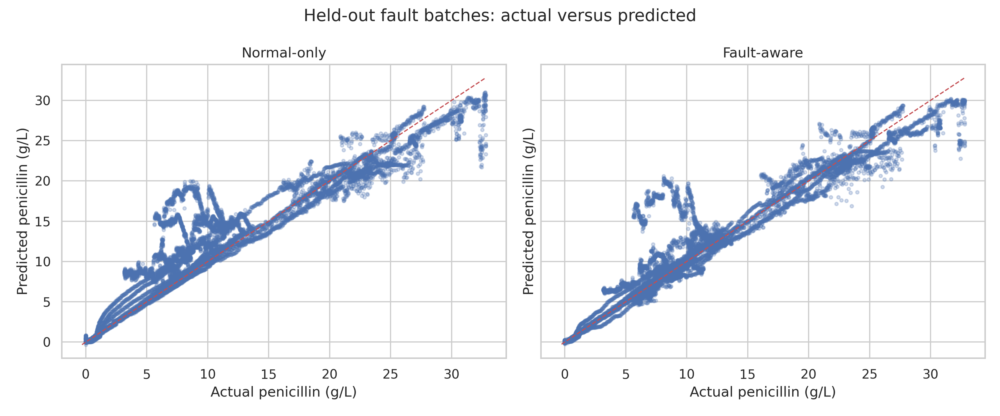 Held-out fault batches: actual versus predicted
Normal-only
Predicted penicillin (g/L)
30
25
20
15
10
5
0
0 5 10 15 20 25 30
Actual penicillin (g/L)
Fault-aware
Predicted penicillin (g/L)
0 5 10 15 20 25 30
Actual penicillin (g/L)